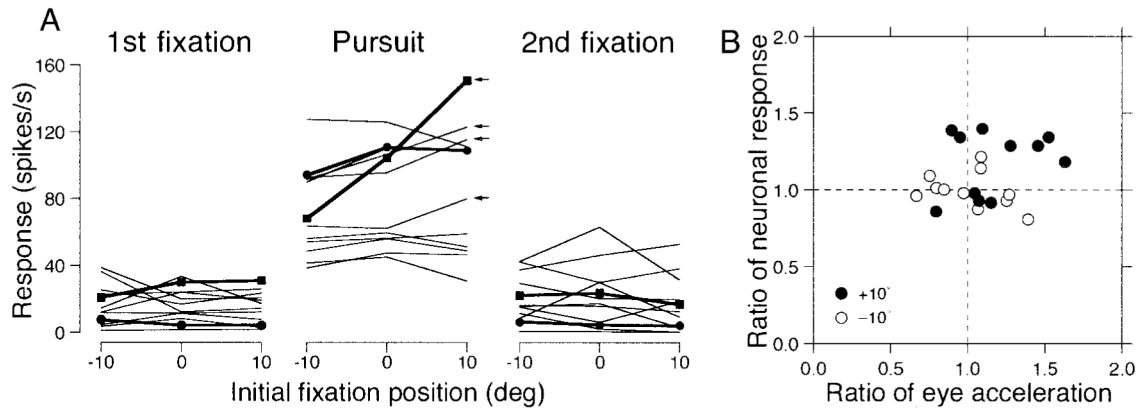 A
1st fixation Pursuit 2nd fixation
Response (spikes/s)
160
120
80
40
0
-10 0 10 -10 0 10 -10 0 10
Initial fixation position (deg)
B
Ratio of neuronal response
2.0
1.5
1.0
0.5
0.0
+10°
-10°
0.0 0.5 1.0 1.5 2.0
Ratio of eye acceleration